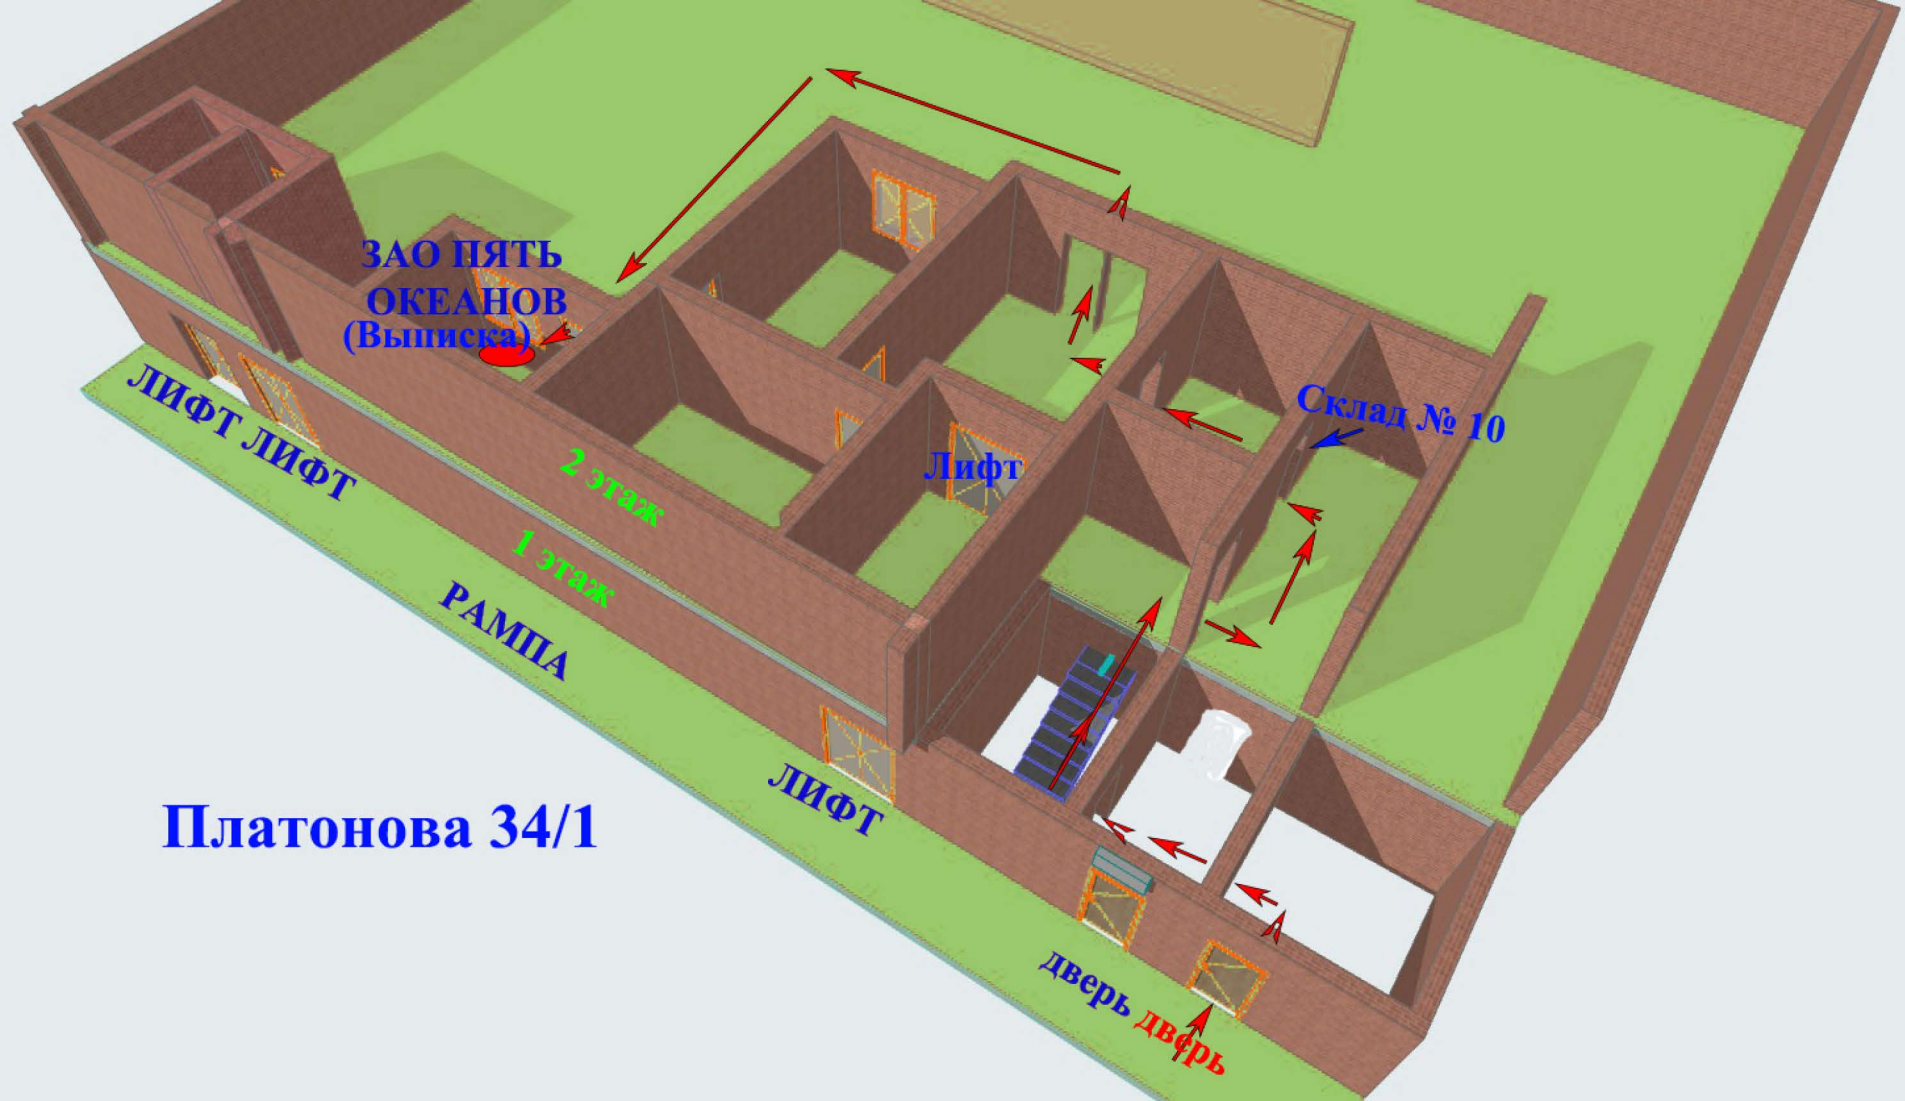 ЗАО ПЯТЬ
ОКЕАНОВ
(Выписка)
ЛИФТ ЛИФТ
2 этаж
1 этаж
Лифт
Склад № 10
РАМПА
ЛИФТ
Платонова 34/1
дверь дверь